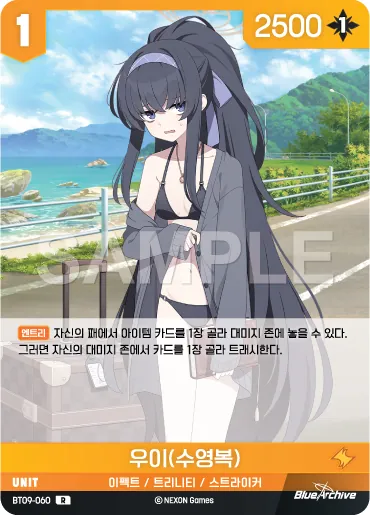 1
2500 1
SAMPLE
엔트리 자신의 패에서 아이템 카드를 1장 골라 대미지 존에 놓을 수 있다.
그러면 자신의 대미지 존에서 카드를 1장 골라 트래시한다.
우이(수영복)
UNIT 이펙트 / 트리니티 / 스트라이커
BT09-060 R ⓒ NEXON Games BlueArchive